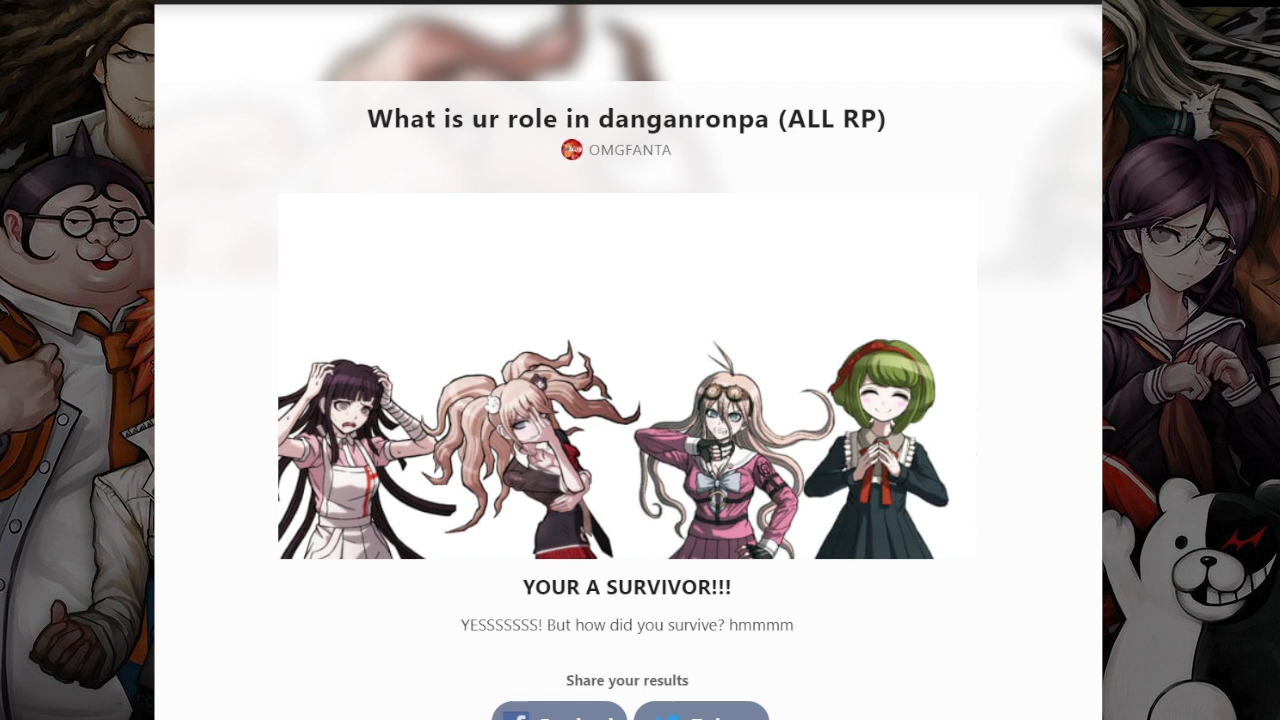 What is ur role in danganronpa (ALL RP)
OMGFANTA
YOUR A SURVIVOR!!!
YESSSSSSS! But how did you survive? hmmmm
Share your results